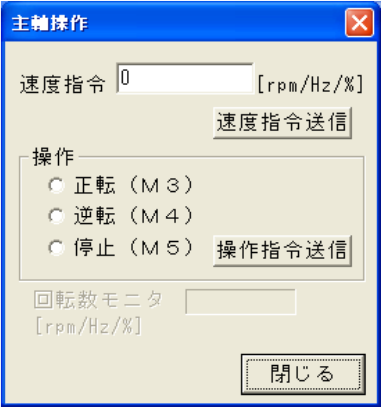 主軸操作
速度指令 0 [rpm/Hz/%]
速度指令送信
操作
正転（Ｍ３）
逆転（Ｍ４）
停止（Ｍ５） 操作指令送信
回転数モニタ
[rpm/Hz/%]
閉じる